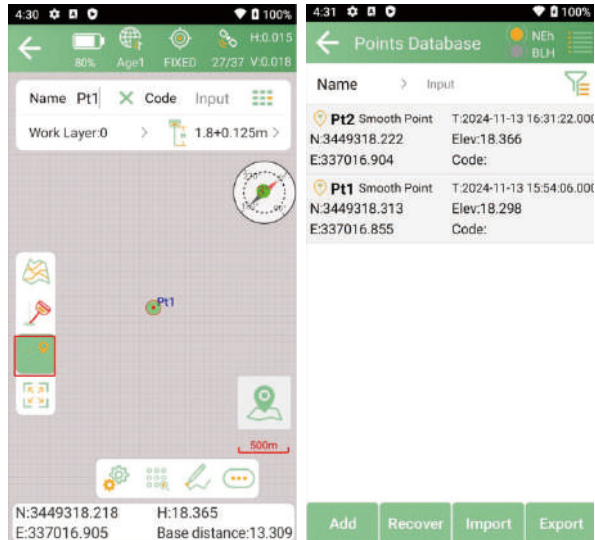 4:30
100%
80%
Age1
FIXED
27/37
H:0.015
V:0.018
Name Pt1
Code Input
Work Layer:0 >
1.8+0.125m >
Pt1
500m
N:3449318.218 H:18.365
E:337016.905 Base distance:13.309
4:31
100%
Points Database
NEh
BLH
Name > Input
Pt2 Smooth Point T:2024-11-13 16:31:22.000
N:3449318.222 Elev:18.366
E:337016.904 Code:
Pt1 Smooth Point T:2024-11-13 15:54:06.000
N:3449318.313 Elev:18.298
E:337016.855 Code:
Add Recover Import Export